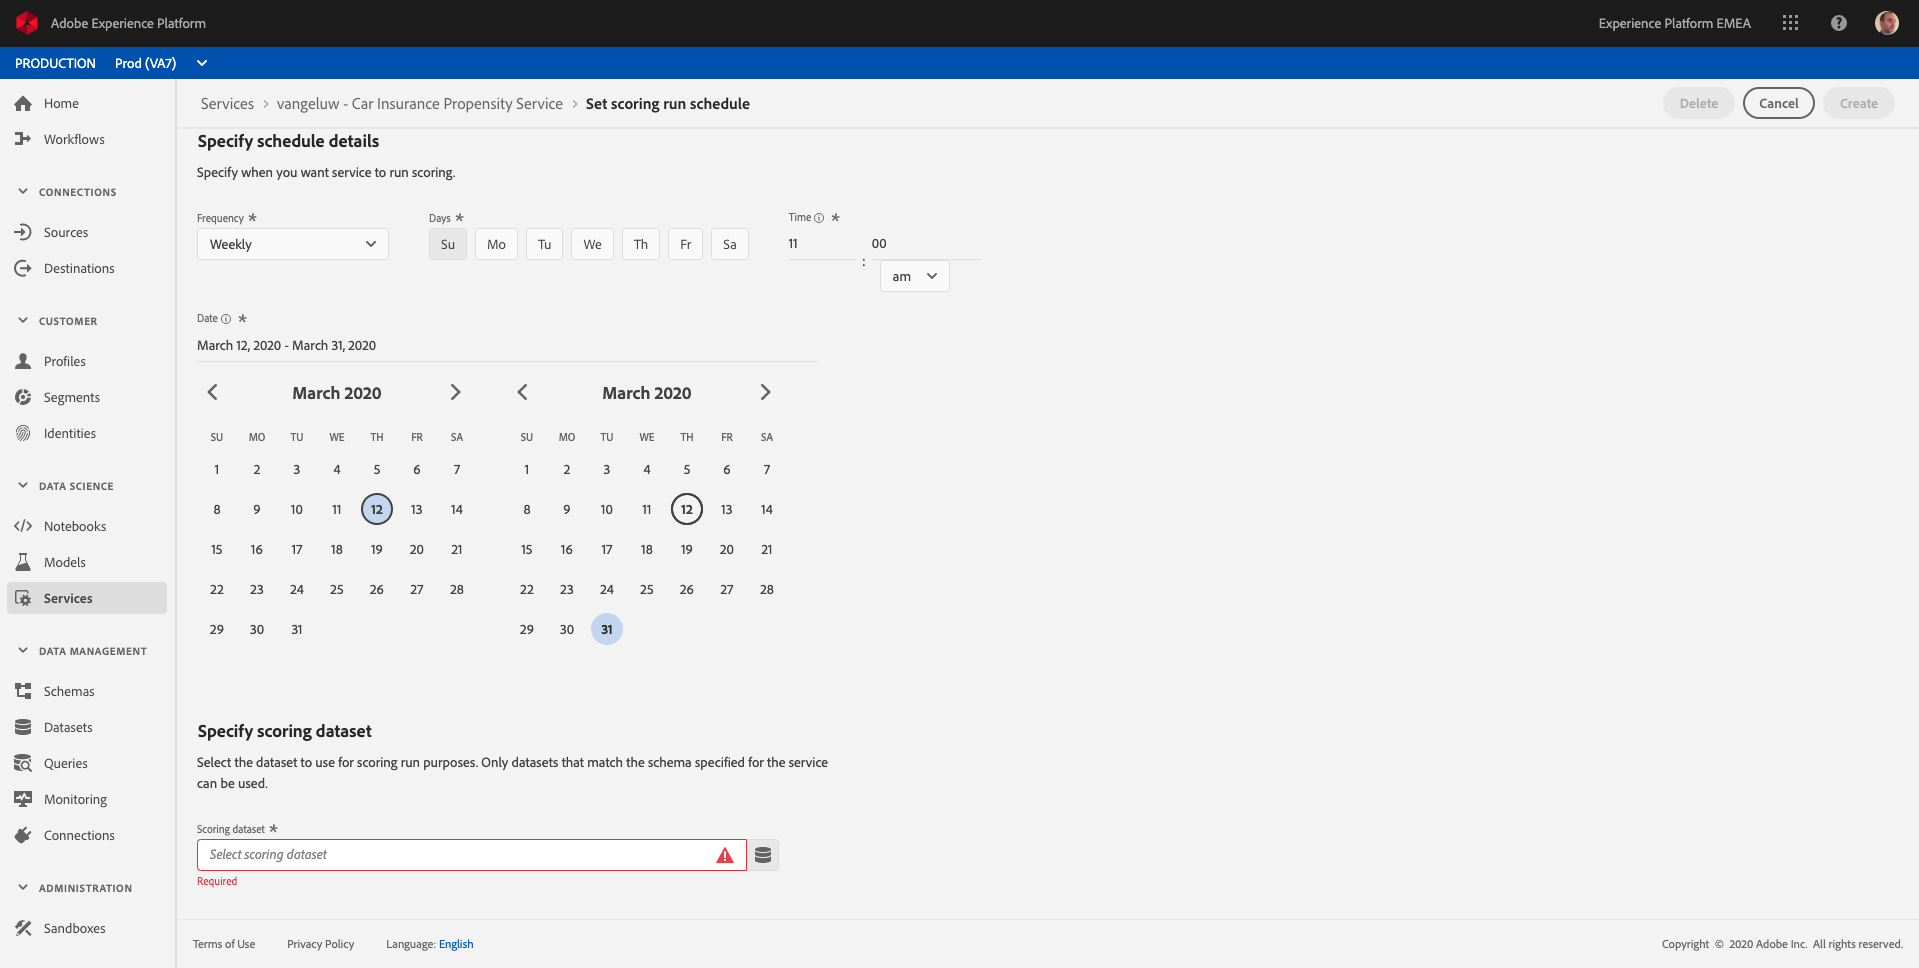 Adobe Experience Platform
Experience Platform EMEA
PRODUCTION Prod (VA7)
Home
Workflows
CONNECTIONS
Sources
Destinations
CUSTOMER
Profiles
Segments
Identities
DATA SCIENCE
Notebooks
Models
Services
DATA MANAGEMENT
Schemas
Datasets
Queries
Monitoring
Connections
ADMINISTRATION
Sandboxes
Services > vangeluw - Car Insurance Propensity Service > Set scoring run schedule
Delete Cancel Create
Specify schedule details
Specify when you want service to run scoring.
Frequency * Days * Time *
Weekly Su Mo Tu We Th Fr Sa 11 : 00
am
Date *
March 12, 2020 - March 31, 2020
March 2020
SU MO TU WE TH FR SA
1 2 3 4 5 6 7
8 9 10 11 12 13 14
15 16 17 18 19 20 21
22 23 24 25 26 27 28
29 30 31
March 2020
SU MO TU WE TH FR SA
1 2 3 4 5 6 7
8 9 10 11 12 13 14
15 16 17 18 19 20 21
22 23 24 25 26 27 28
29 30 31
Specify scoring dataset
Select the dataset to use for scoring run purposes. Only datasets that match the schema specified for the service
can be used.
Scoring dataset *
Select scoring dataset
Required
Terms of Use Privacy Policy Language: English
Copyright © 2020 Adobe Inc. All rights reserved.